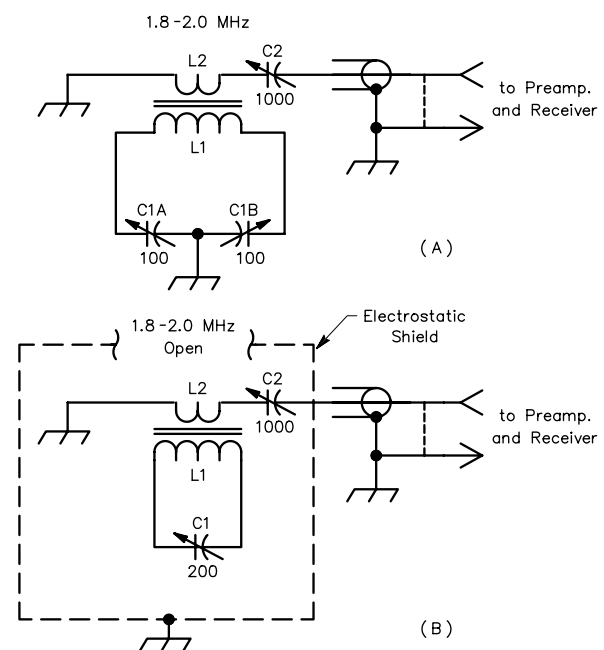 1.8-2.0 MHz
C2
L2
1000
to Preamp.
and Receiver
L1
C1A
C1B
100
100
(A)
1.8-2.0 MHz
Open
Electrostatic
Shield
C2
L2
1000
to Preamp.
and Receiver
L1
C1
200
(B)